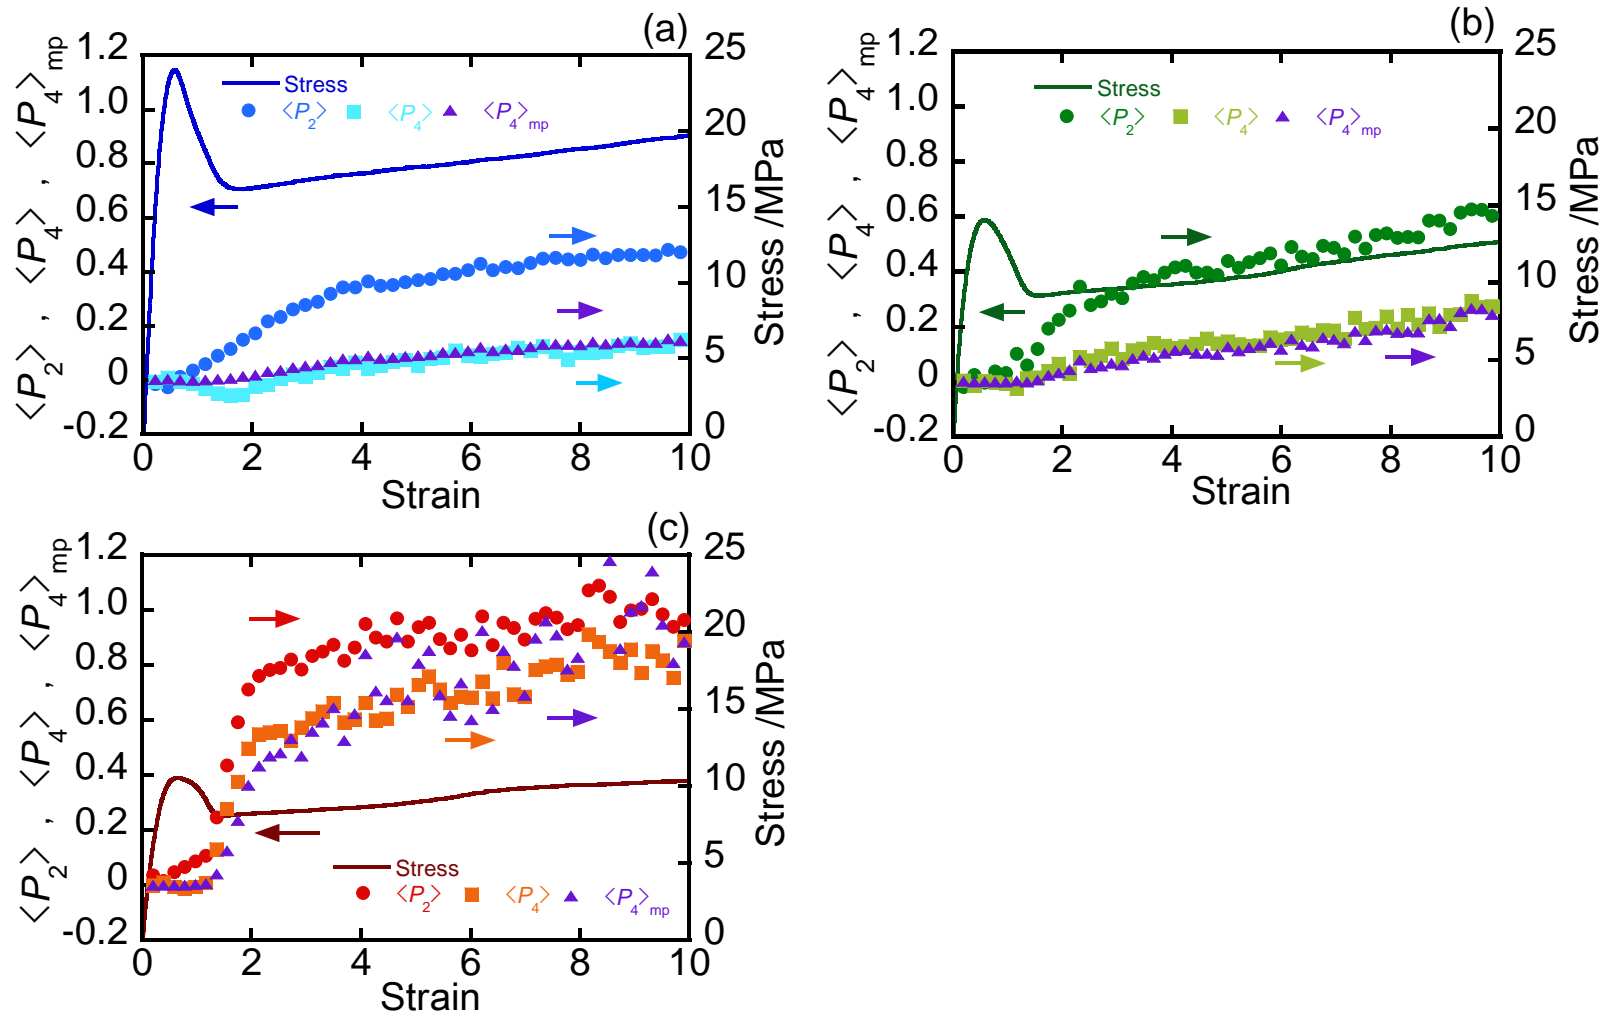 (a)
1.2
1.0
0.8
0.6
0.4
0.2
0
-0.2
⟨P2⟩ , ⟨P4⟩ , ⟨P4⟩mp
Stress
⟨P2⟩ ⟨P4⟩ ⟨P4⟩mp
25
20
15
10
5
0
Stress /MPa
0 2 4 6 8 10
Strain
(b)
1.2
1.0
0.8
0.6
0.4
0.2
0
-0.2
⟨P2⟩ , ⟨P4⟩ , ⟨P4⟩mp
Stress
⟨P2⟩ ⟨P4⟩ ⟨P4⟩mp
25
20
15
10
5
0
Stress /MPa
0 2 4 6 8 10
Strain
(c)
1.2
1.0
0.8
0.6
0.4
0.2
0
-0.2
⟨P2⟩ , ⟨P4⟩ , ⟨P4⟩mp
Stress
⟨P2⟩ ⟨P4⟩ ⟨P4⟩mp
25
20
15
10
5
0
Stress /MPa
0 2 4 6 8 10
Strain